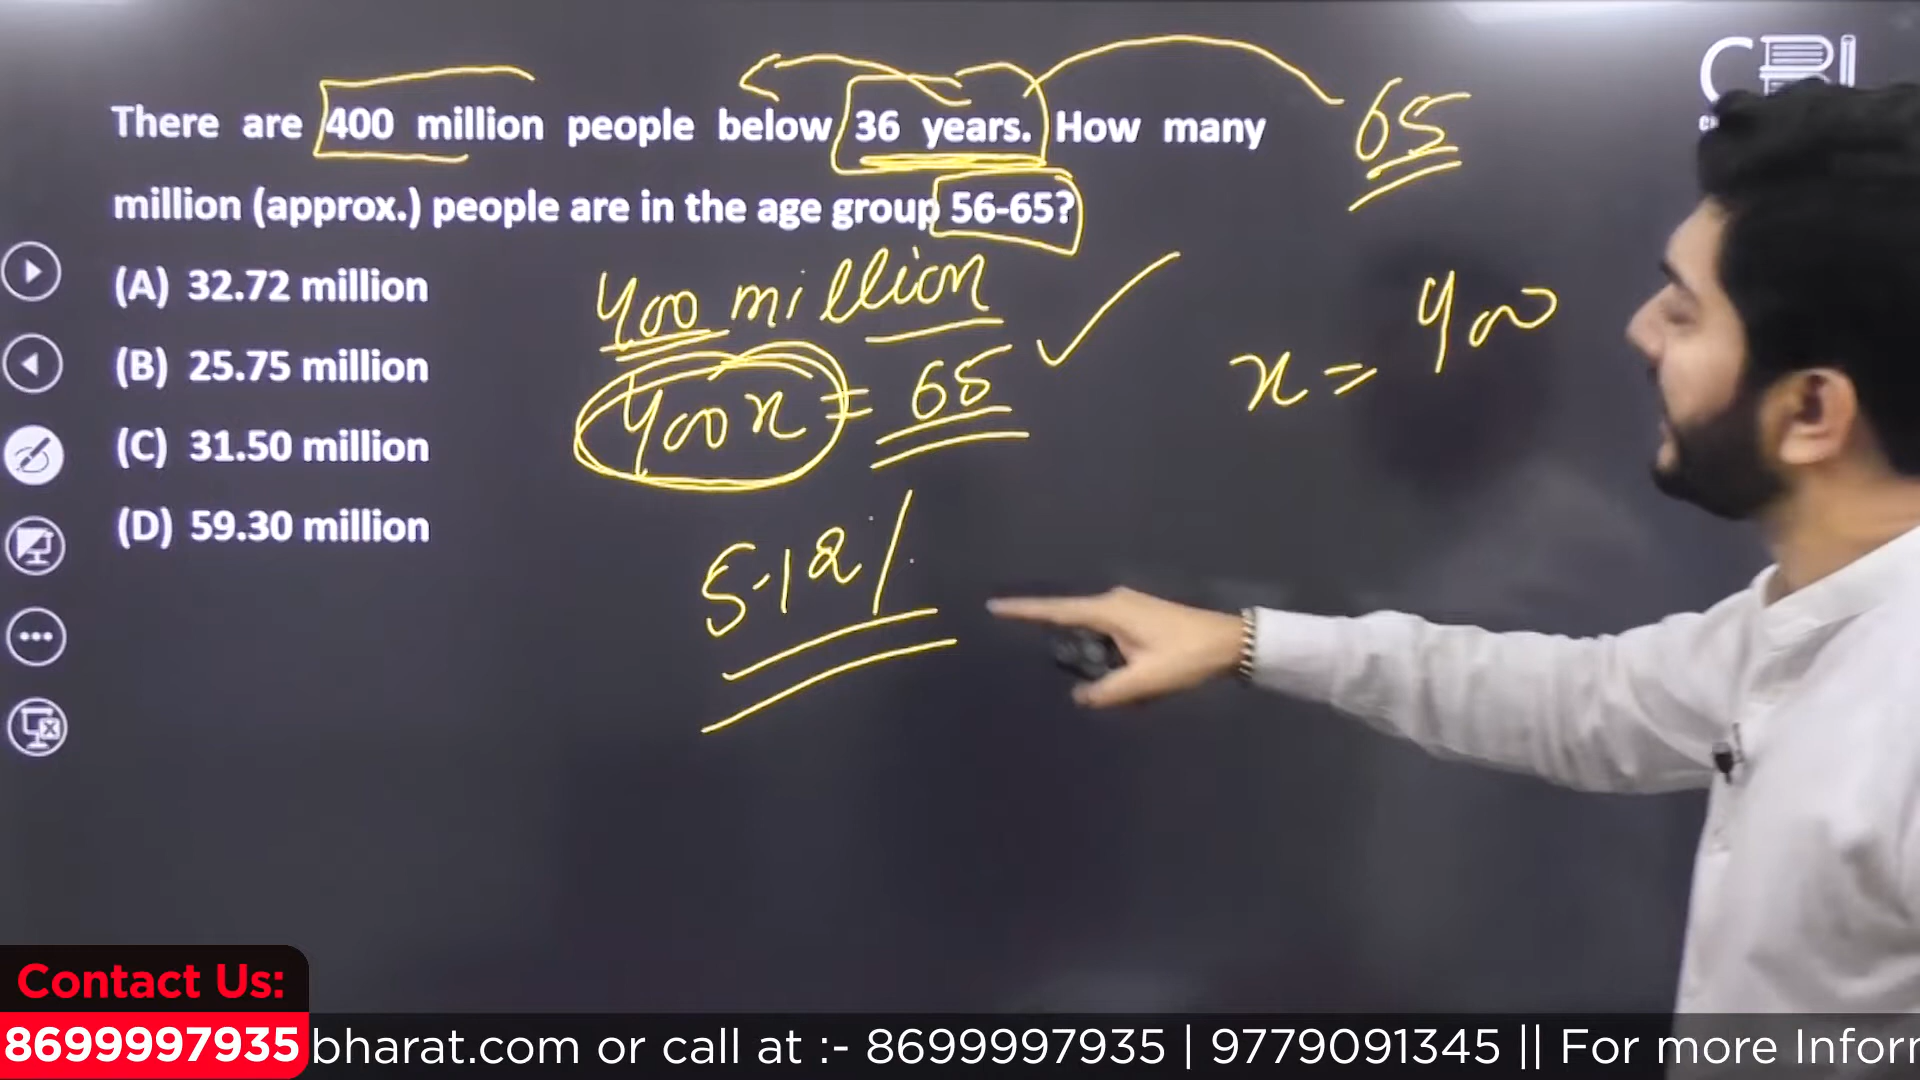 There are 400 million people below 36 years. How many
million (approx.) people are in the age group 56-65?
(A) 32.72 million
(B) 25.75 million
(C) 31.50 million
(D) 59.30 million
65
400 million
400x = 65
x = 400
5.12%
Contact Us:
8699997935
bharat.com or call at :- 8699997935 | 9779091345 || For more Inforr